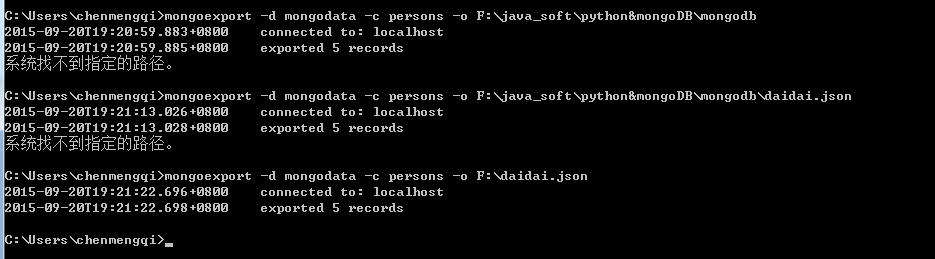 C:\Users\chenmengqi>mongoexport -d mongodata -c persons -o F:\java_soft\python&mongoDB\mongodb
2015-09-20T19:20:59.883+0800    connected to: localhost
2015-09-20T19:20:59.885+0800    exported 5 records
系统找不到指定的路径。
C:\Users\chenmengqi>mongoexport -d mongodata -c persons -o F:\java_soft\python&mongoDB\mongodb\daidai.json
2015-09-20T19:21:13.026+0800    connected to: localhost
2015-09-20T19:21:13.028+0800    exported 5 records
系统找不到指定的路径。
C:\Users\chenmengqi>mongoexport -d mongodata -c persons -o F:\daidai.json
2015-09-20T19:21:22.696+0800    connected to: localhost
2015-09-20T19:21:22.698+0800    exported 5 records
C:\Users\chenmengqi>